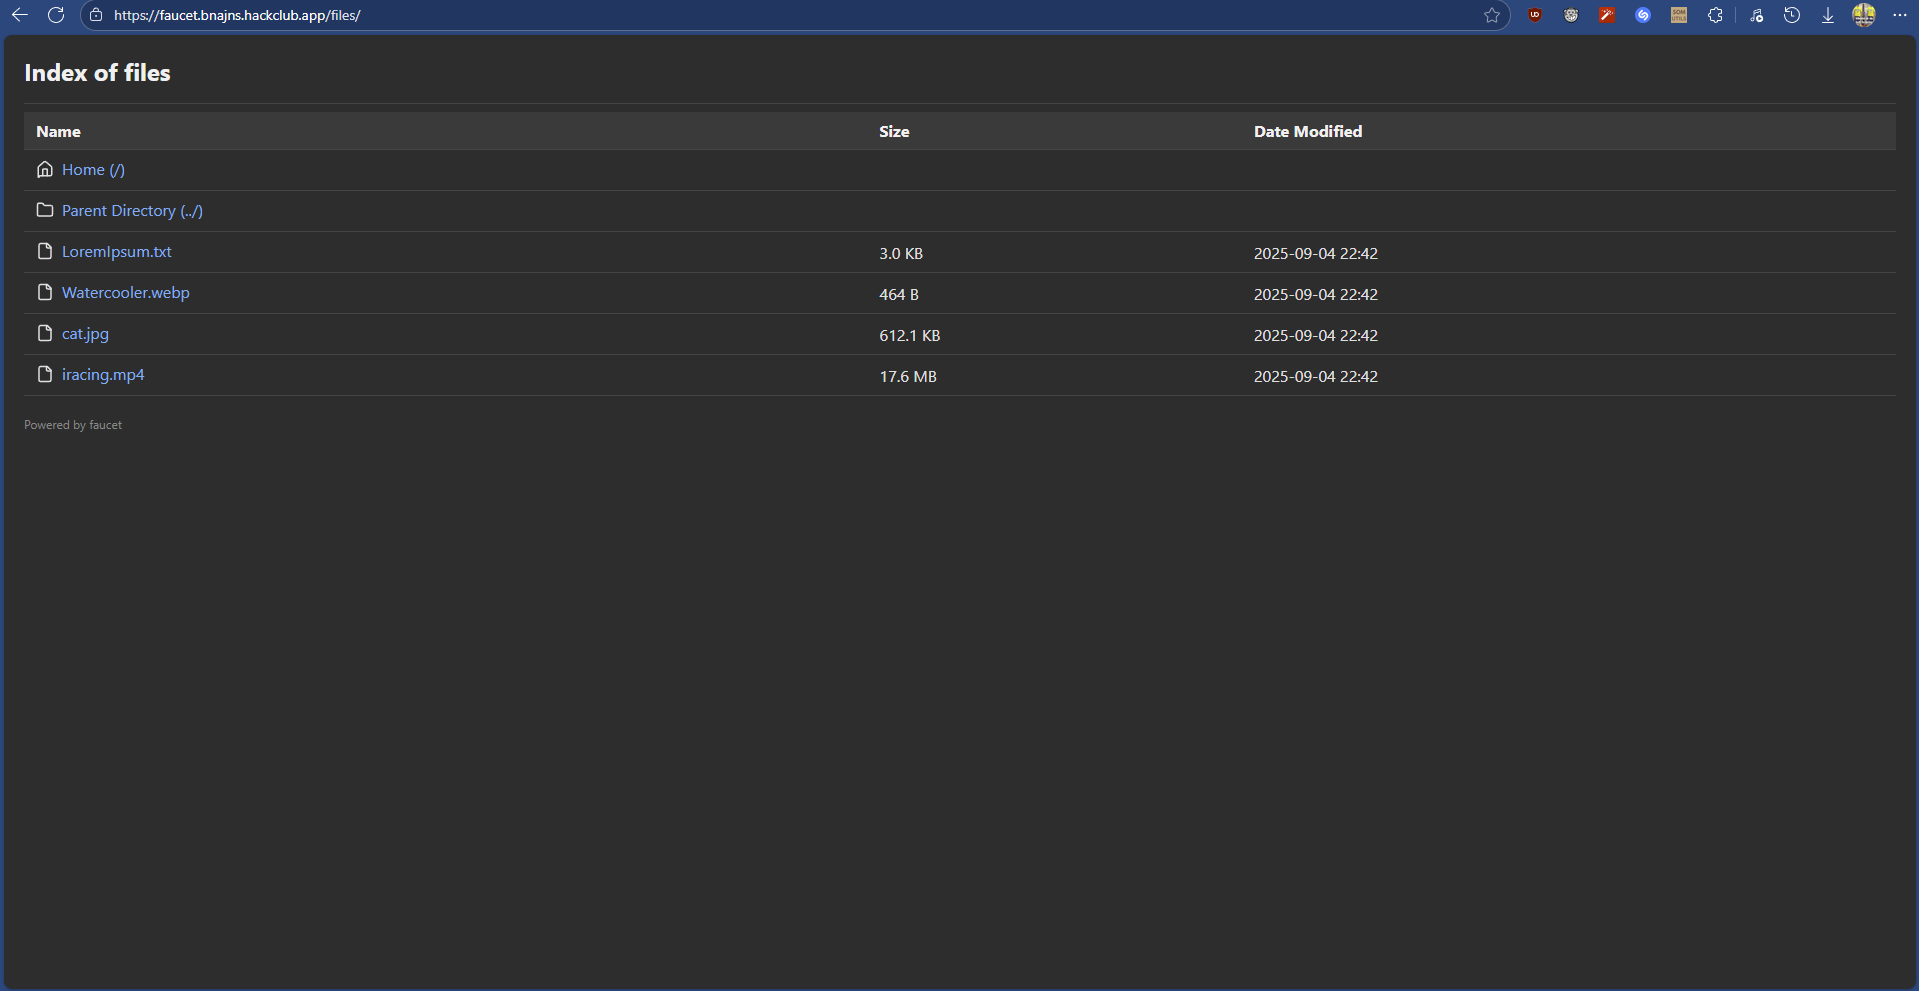 https://faucet.bnajns.hackclub.app/files/
Index of files
Name Size Date Modified
Home (/)
Parent Directory (../)
LoremIpsum.txt 3.0 KB 2025-09-04 22:42
Watercooler.webp 464 B 2025-09-04 22:42
cat.jpg 612.1 KB 2025-09-04 22:42
iracing.mp4 17.6 MB 2025-09-04 22:42
Powered by faucet